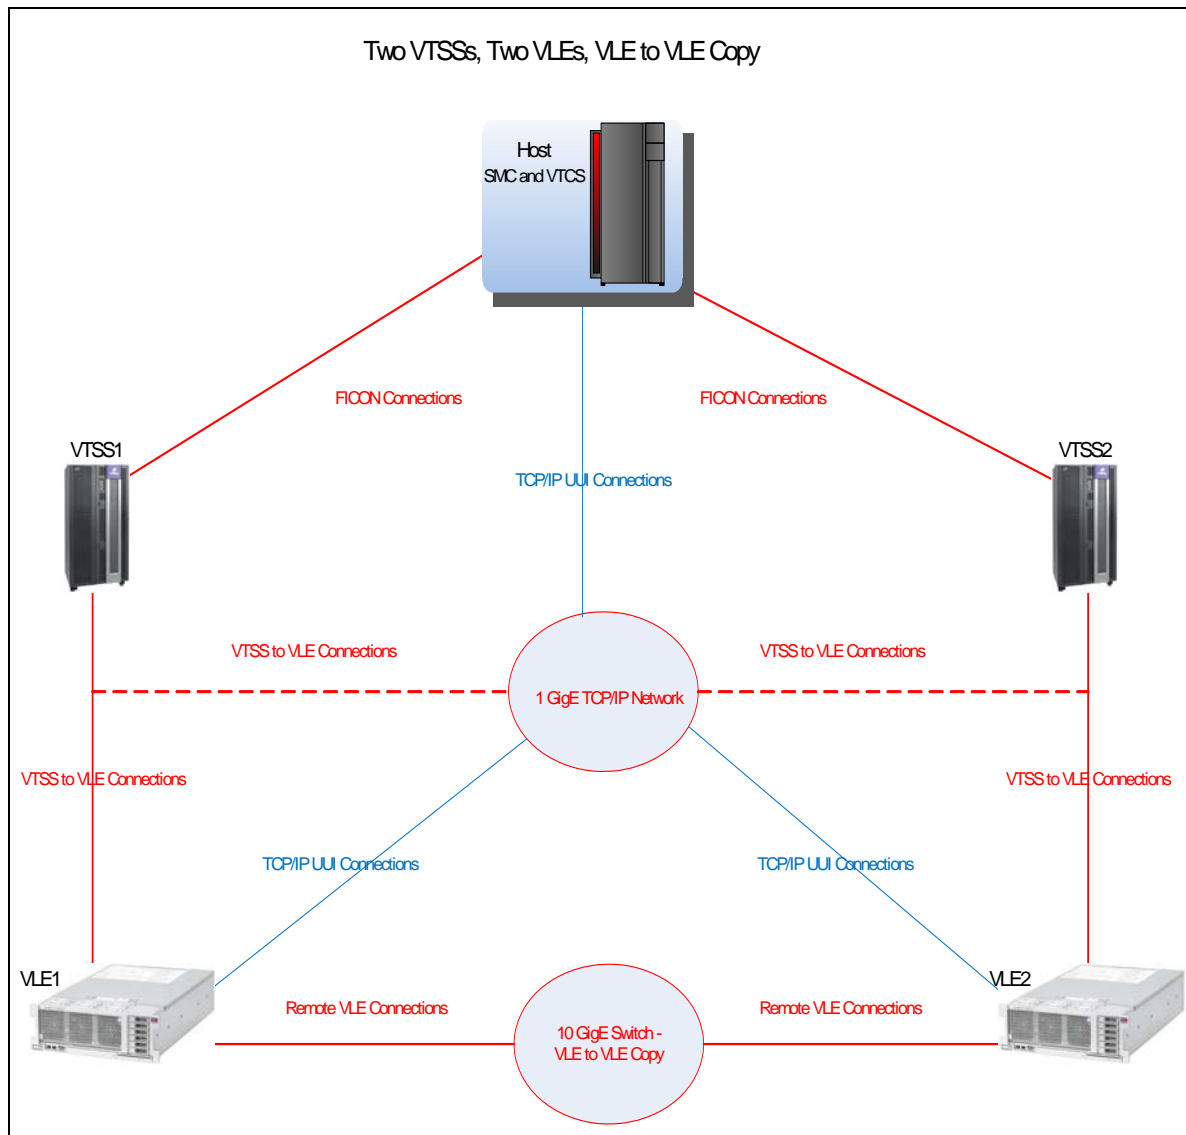 Two VTSSs, Two VLEs, VLE to VLE Copy
Host
SMC and VTCS
FICON Connections
FICON Connections
VTSS1
VTSS2
TCP/IP UUI Connections
VTSS to VLE Connections
VTSS to VLE Connections
1 GigE TCP/IP Network
VTSS to VLE Connections
VTSS to VLE Connections
TCP/IP UUI Connections
TCP/IP UUI Connections
VLE1
VLE2
Remote VLE Connections
Remote VLE Connections
10 GigE Switch -
VLE to VLE Copy